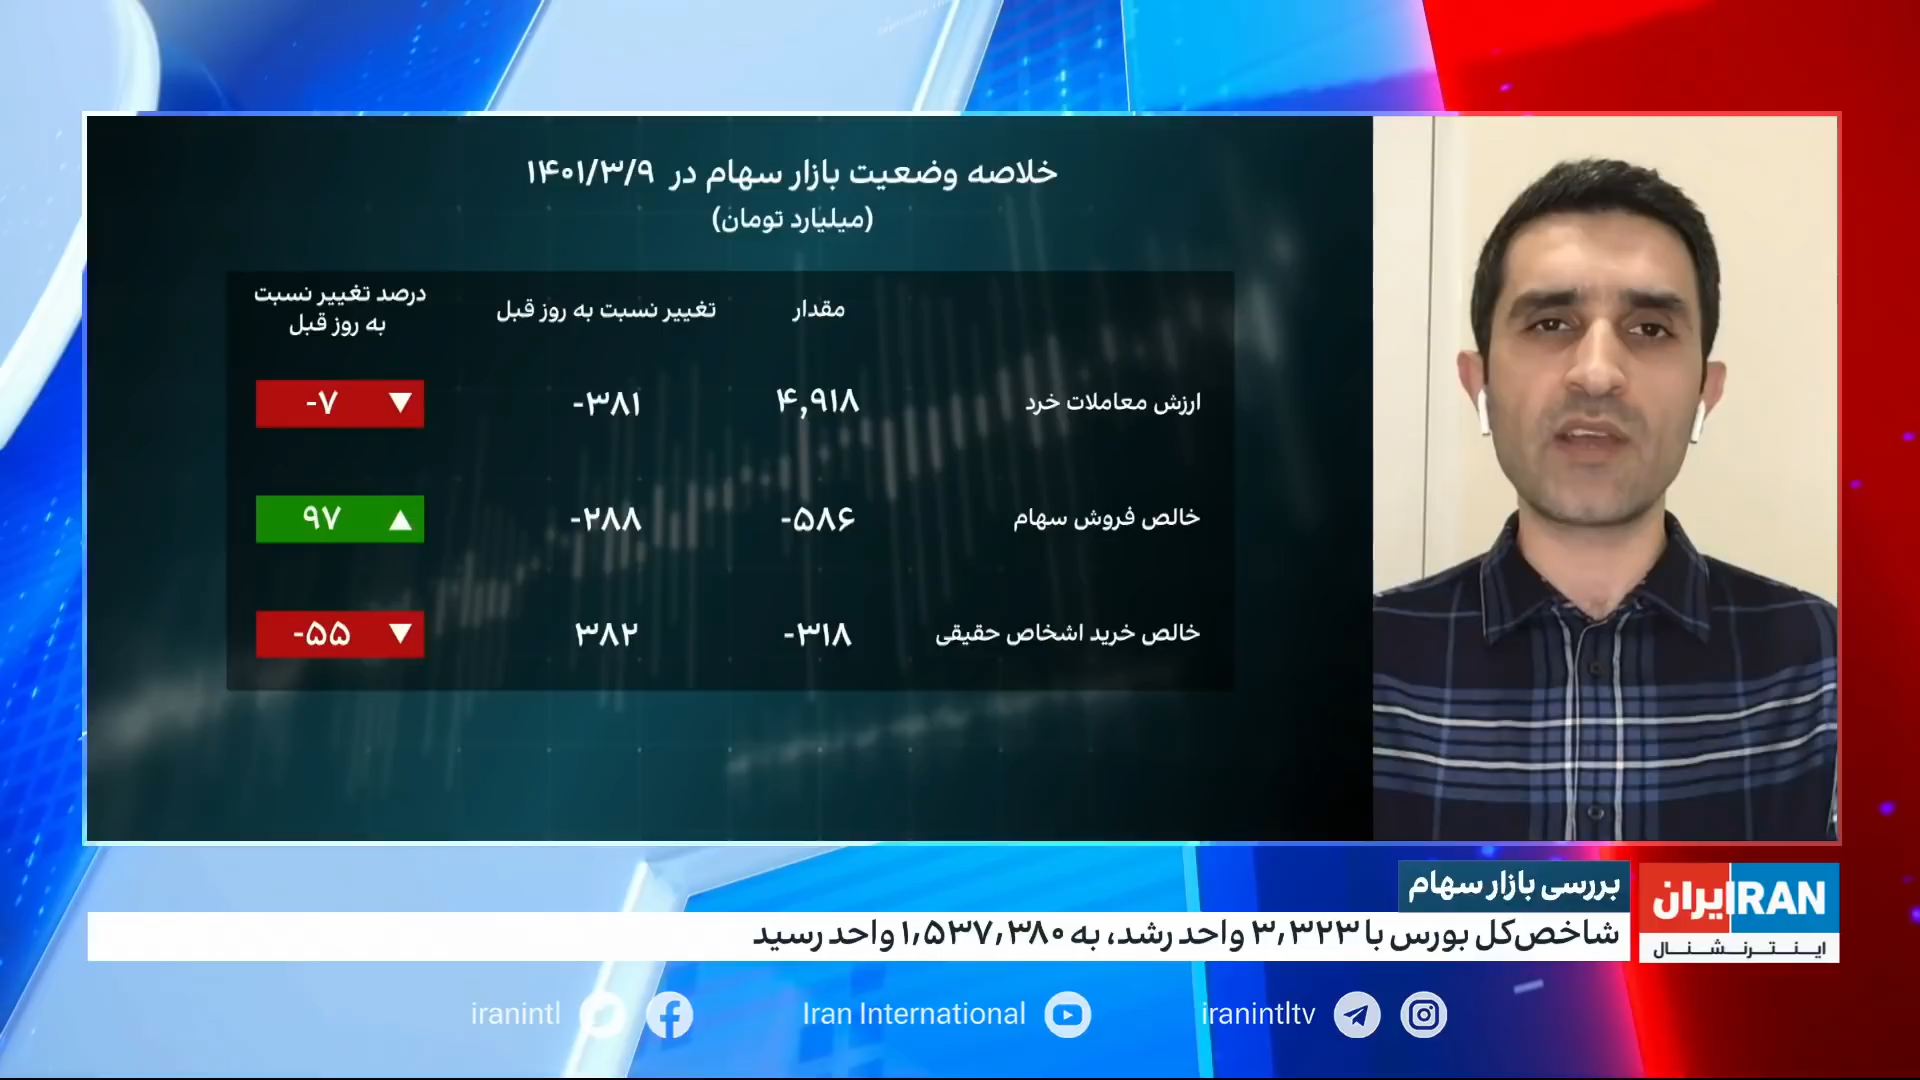 خلاصه وضعیت بازار سهام در ۱۴۰۱/۳/۹
(میلیارد تومان)
مقدار تغییر نسبت به روز قبل درصد تغییر نسبت به روز قبل
ارزش معاملات خرد ۴,۹۱۸ -۳۸۱ -۷
خالص فروش سهام -۵۸۶ -۲۸۸ ۹۷
خالص خرید اشخاص حقیقی -۳۱۸ ۳۸۲ -۵۵
بررسی بازار سهام
شاخص‌کل بورس با ۳,۳۲۳ واحد رشد، به ۱,۵۳۷,۳۸۰ واحد رسید
ایران IRAN
اینترنشنال
iranintl Iran International iranintltv